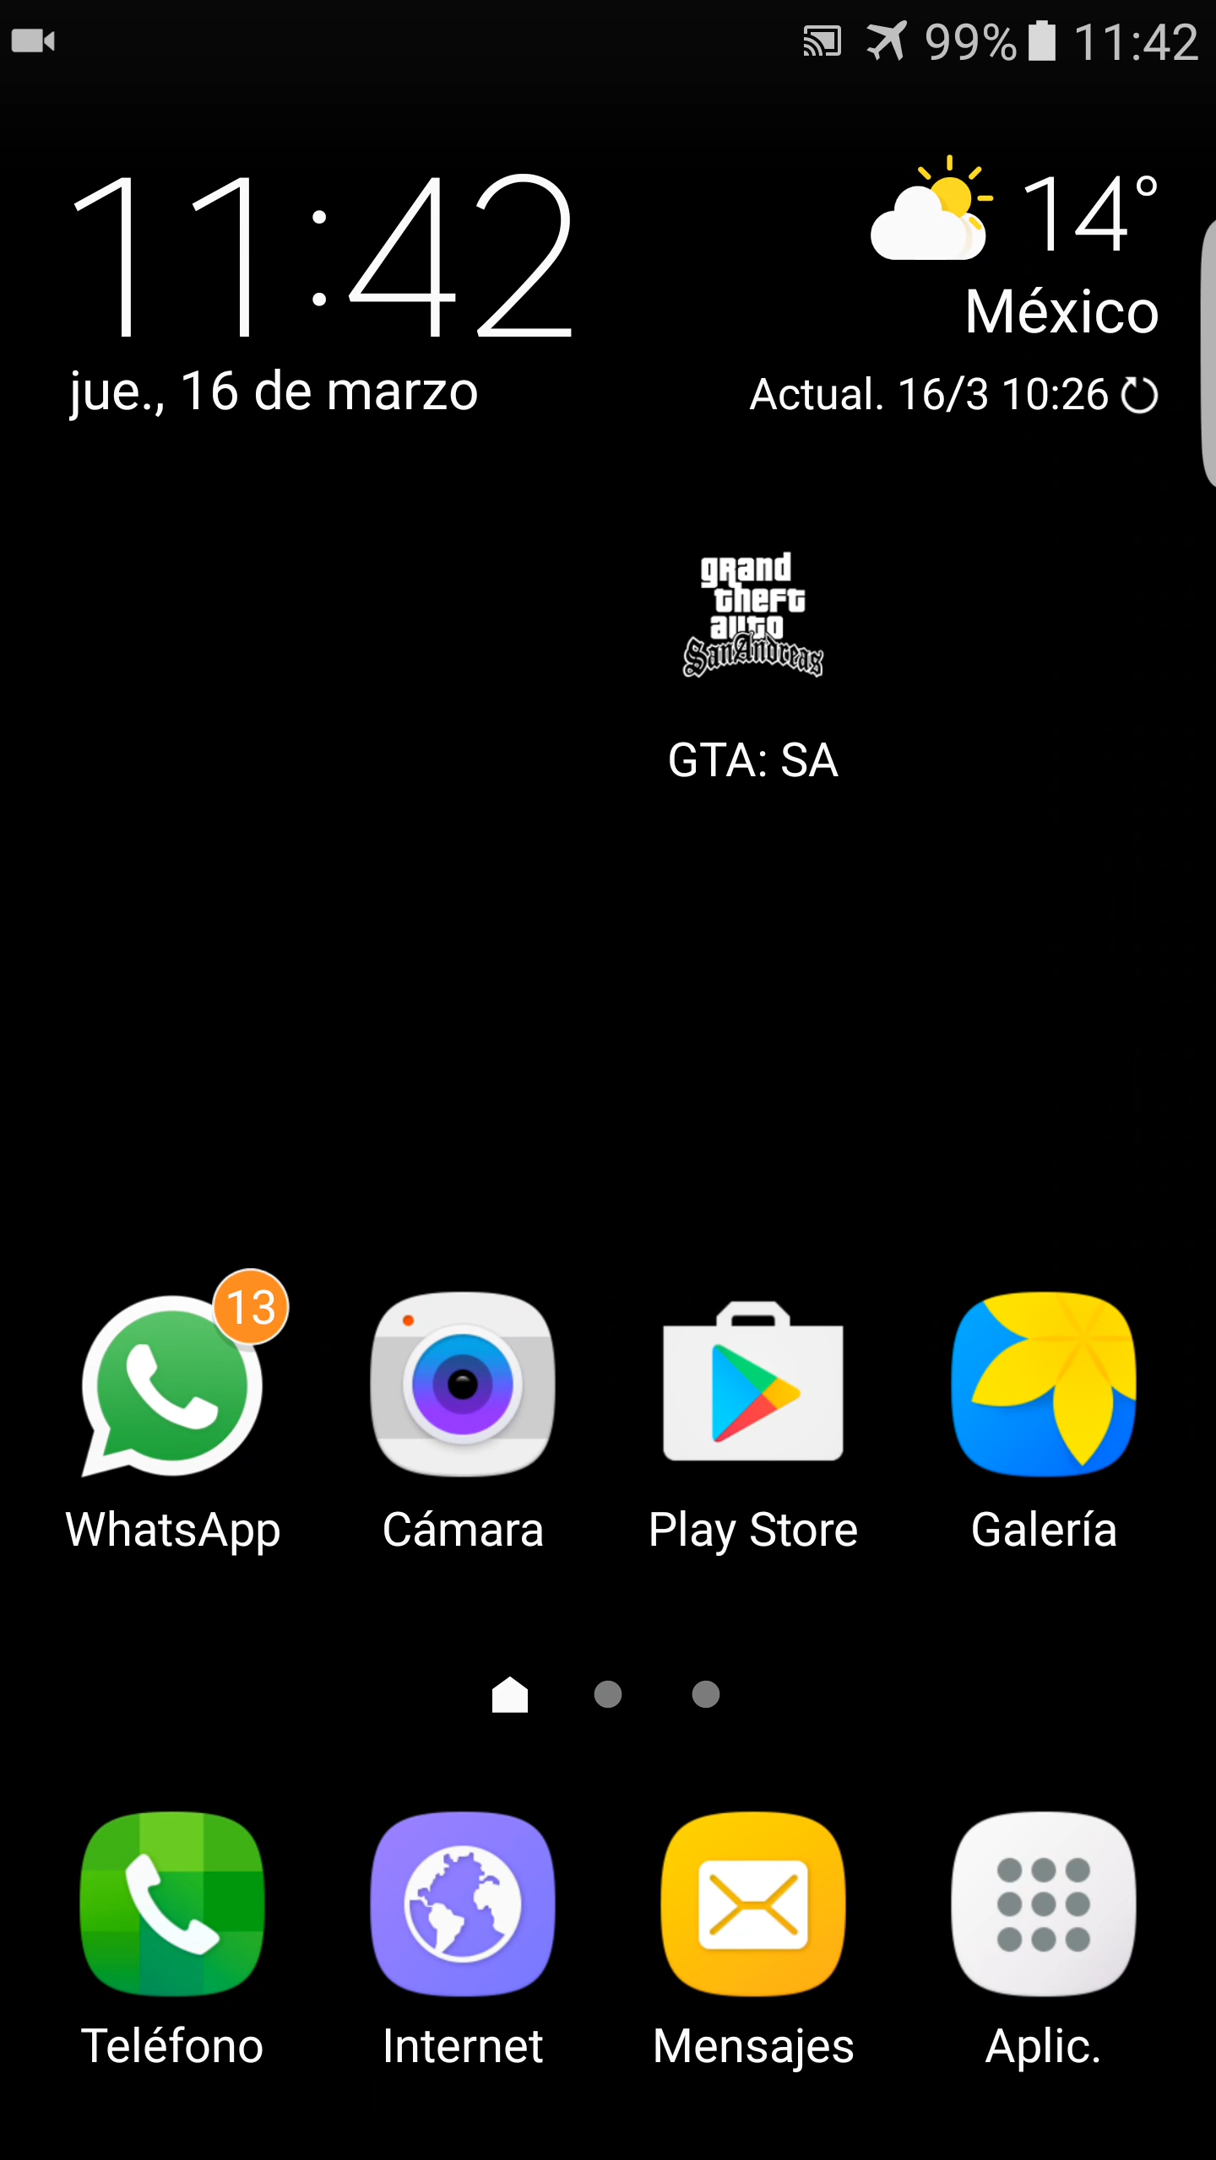 99% 11:42
11:42
14°
México
jue., 16 de marzo
Actual. 16/3 10:26
grand
theft
auto
San Andreas
GTA: SA
13
WhatsApp
Cámara
Play Store
Galería
Teléfono
Internet
Mensajes
Aplic.